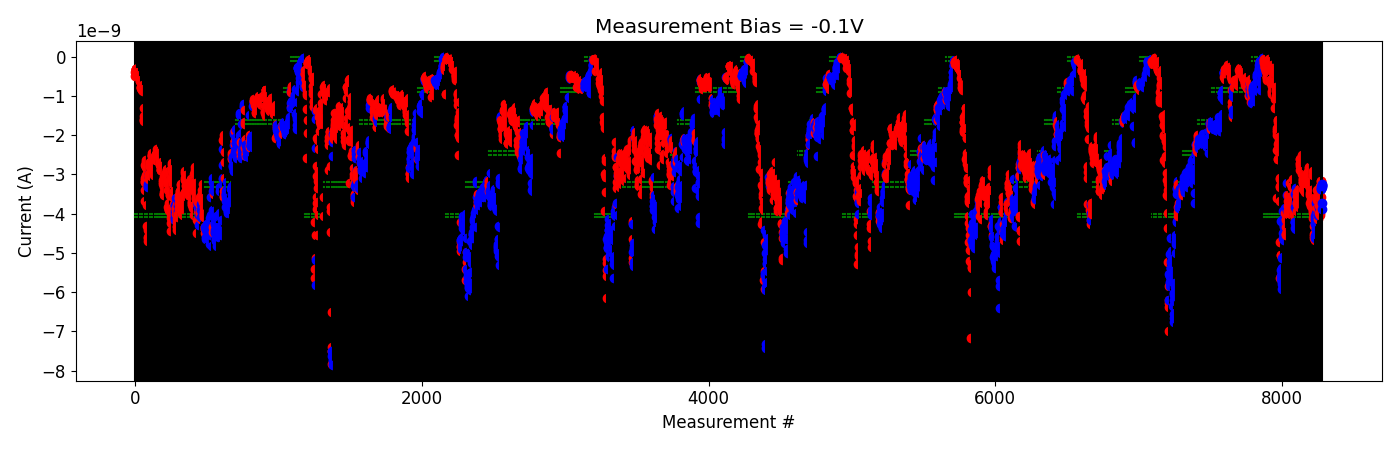 Measurement Bias = -0.1V
1e−9
0
−1
−2
−3
−4
−5
−6
−7
−8
Current (A)
0 2000 4000 6000 8000
Measurement #